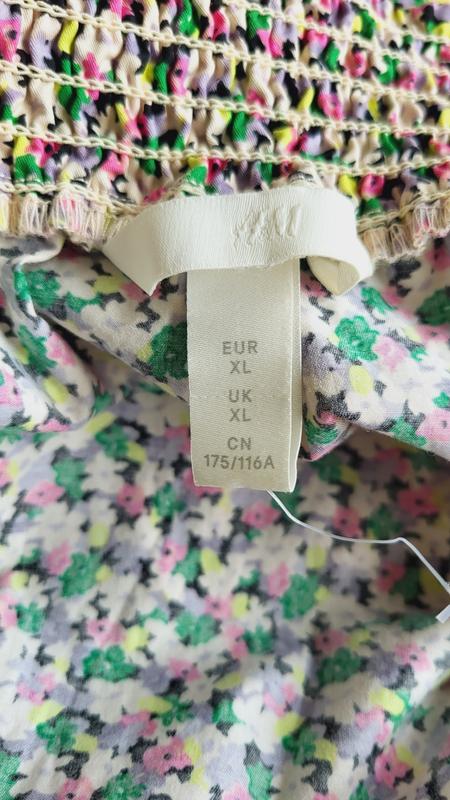 H&M
EUR
XL
UK
XL
CN
175/116A